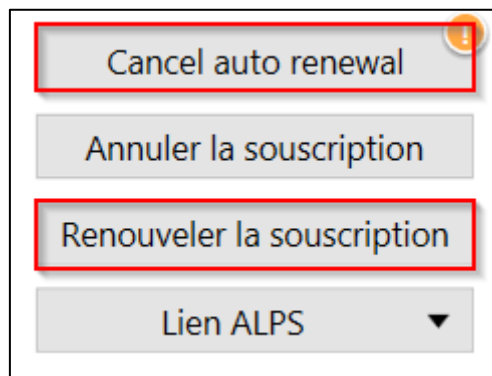 Cancel auto renewal
Annuler la souscription
Renouveler la souscription
Lien ALPS